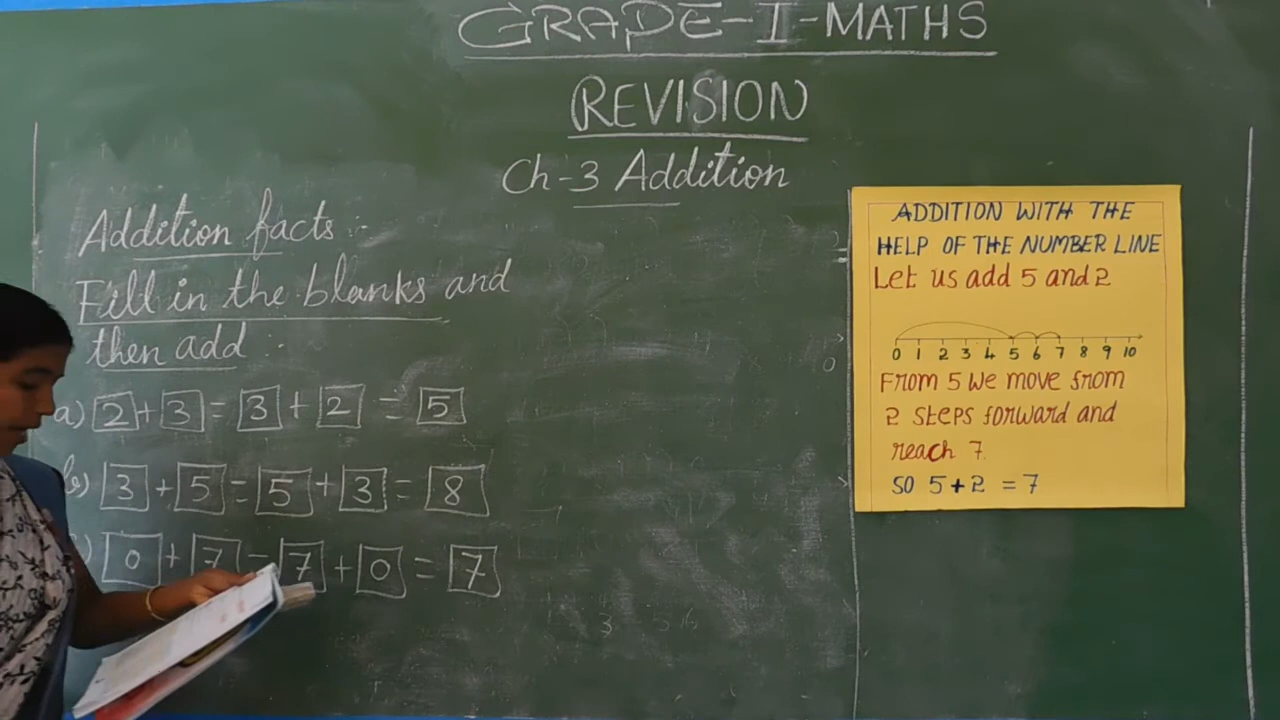 GRADE-I-MATHS
REVISION
Ch-3 Addition
Addition facts:
Fill in the blanks and
then add:
a) 2+3=3+2=5
b) 3+5=5+3=8
0+7=7+0=7
ADDITION WITH THE
HELP OF THE NUMBER LINE
Let us add 5 and 2
0 1 2 3 4 5 6 7 8 9 10
From 5 We move from
2 steps forward and
reach 7.
SO 5+2 = 7